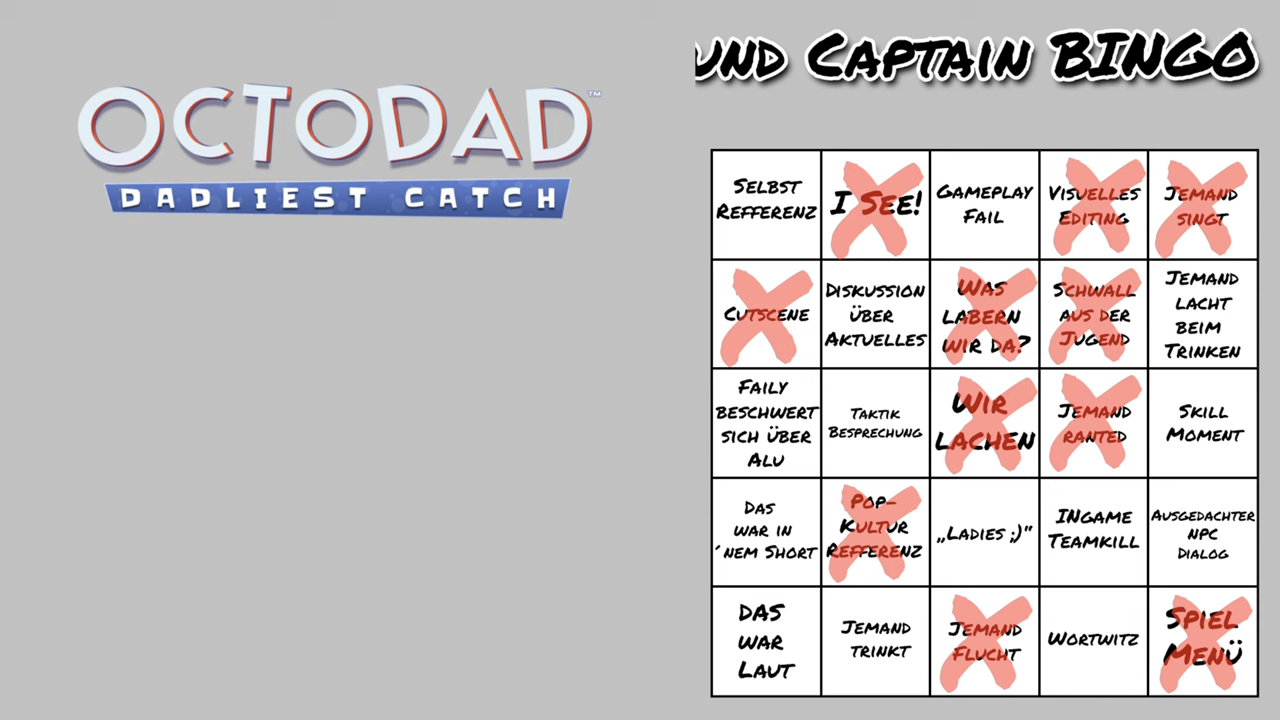 OCTODAD™
DADLIEST CATCH
UND CAPTAIN BINGO
SELBST
REFFERENZ
I SEE!
GAMEPLAY
FAIL
VISUELLES
EDITING
JEMAND
SINGT
CUTSCENE
DISKUSSION
ÜBER
AKTUELLES
WAS
LABERN
WIR DA?
SCHWALL
AUS DER
JUGEND
JEMAND
LACHT
BEIM
TRINKEN
FAILY
BESCHWERT
SICH ÜBER
ALU
TAKTIK
BESPRECHUNG
WIR
LACHEN
JEMAND
RANTED
SKILL
MOMENT
DAS
WAR IN
´NEM SHORT
POP-
KULTUR
REFFERENZ
„LADIES ;)"
INGAME
TEAMKILL
AUSGEDACHTER
NPC
DIALOG
DAS
WAR
LAUT
JEMAND
TRINKT
JEMAND
FLUCHT
WORTWITZ
SPIEL
MENÜ